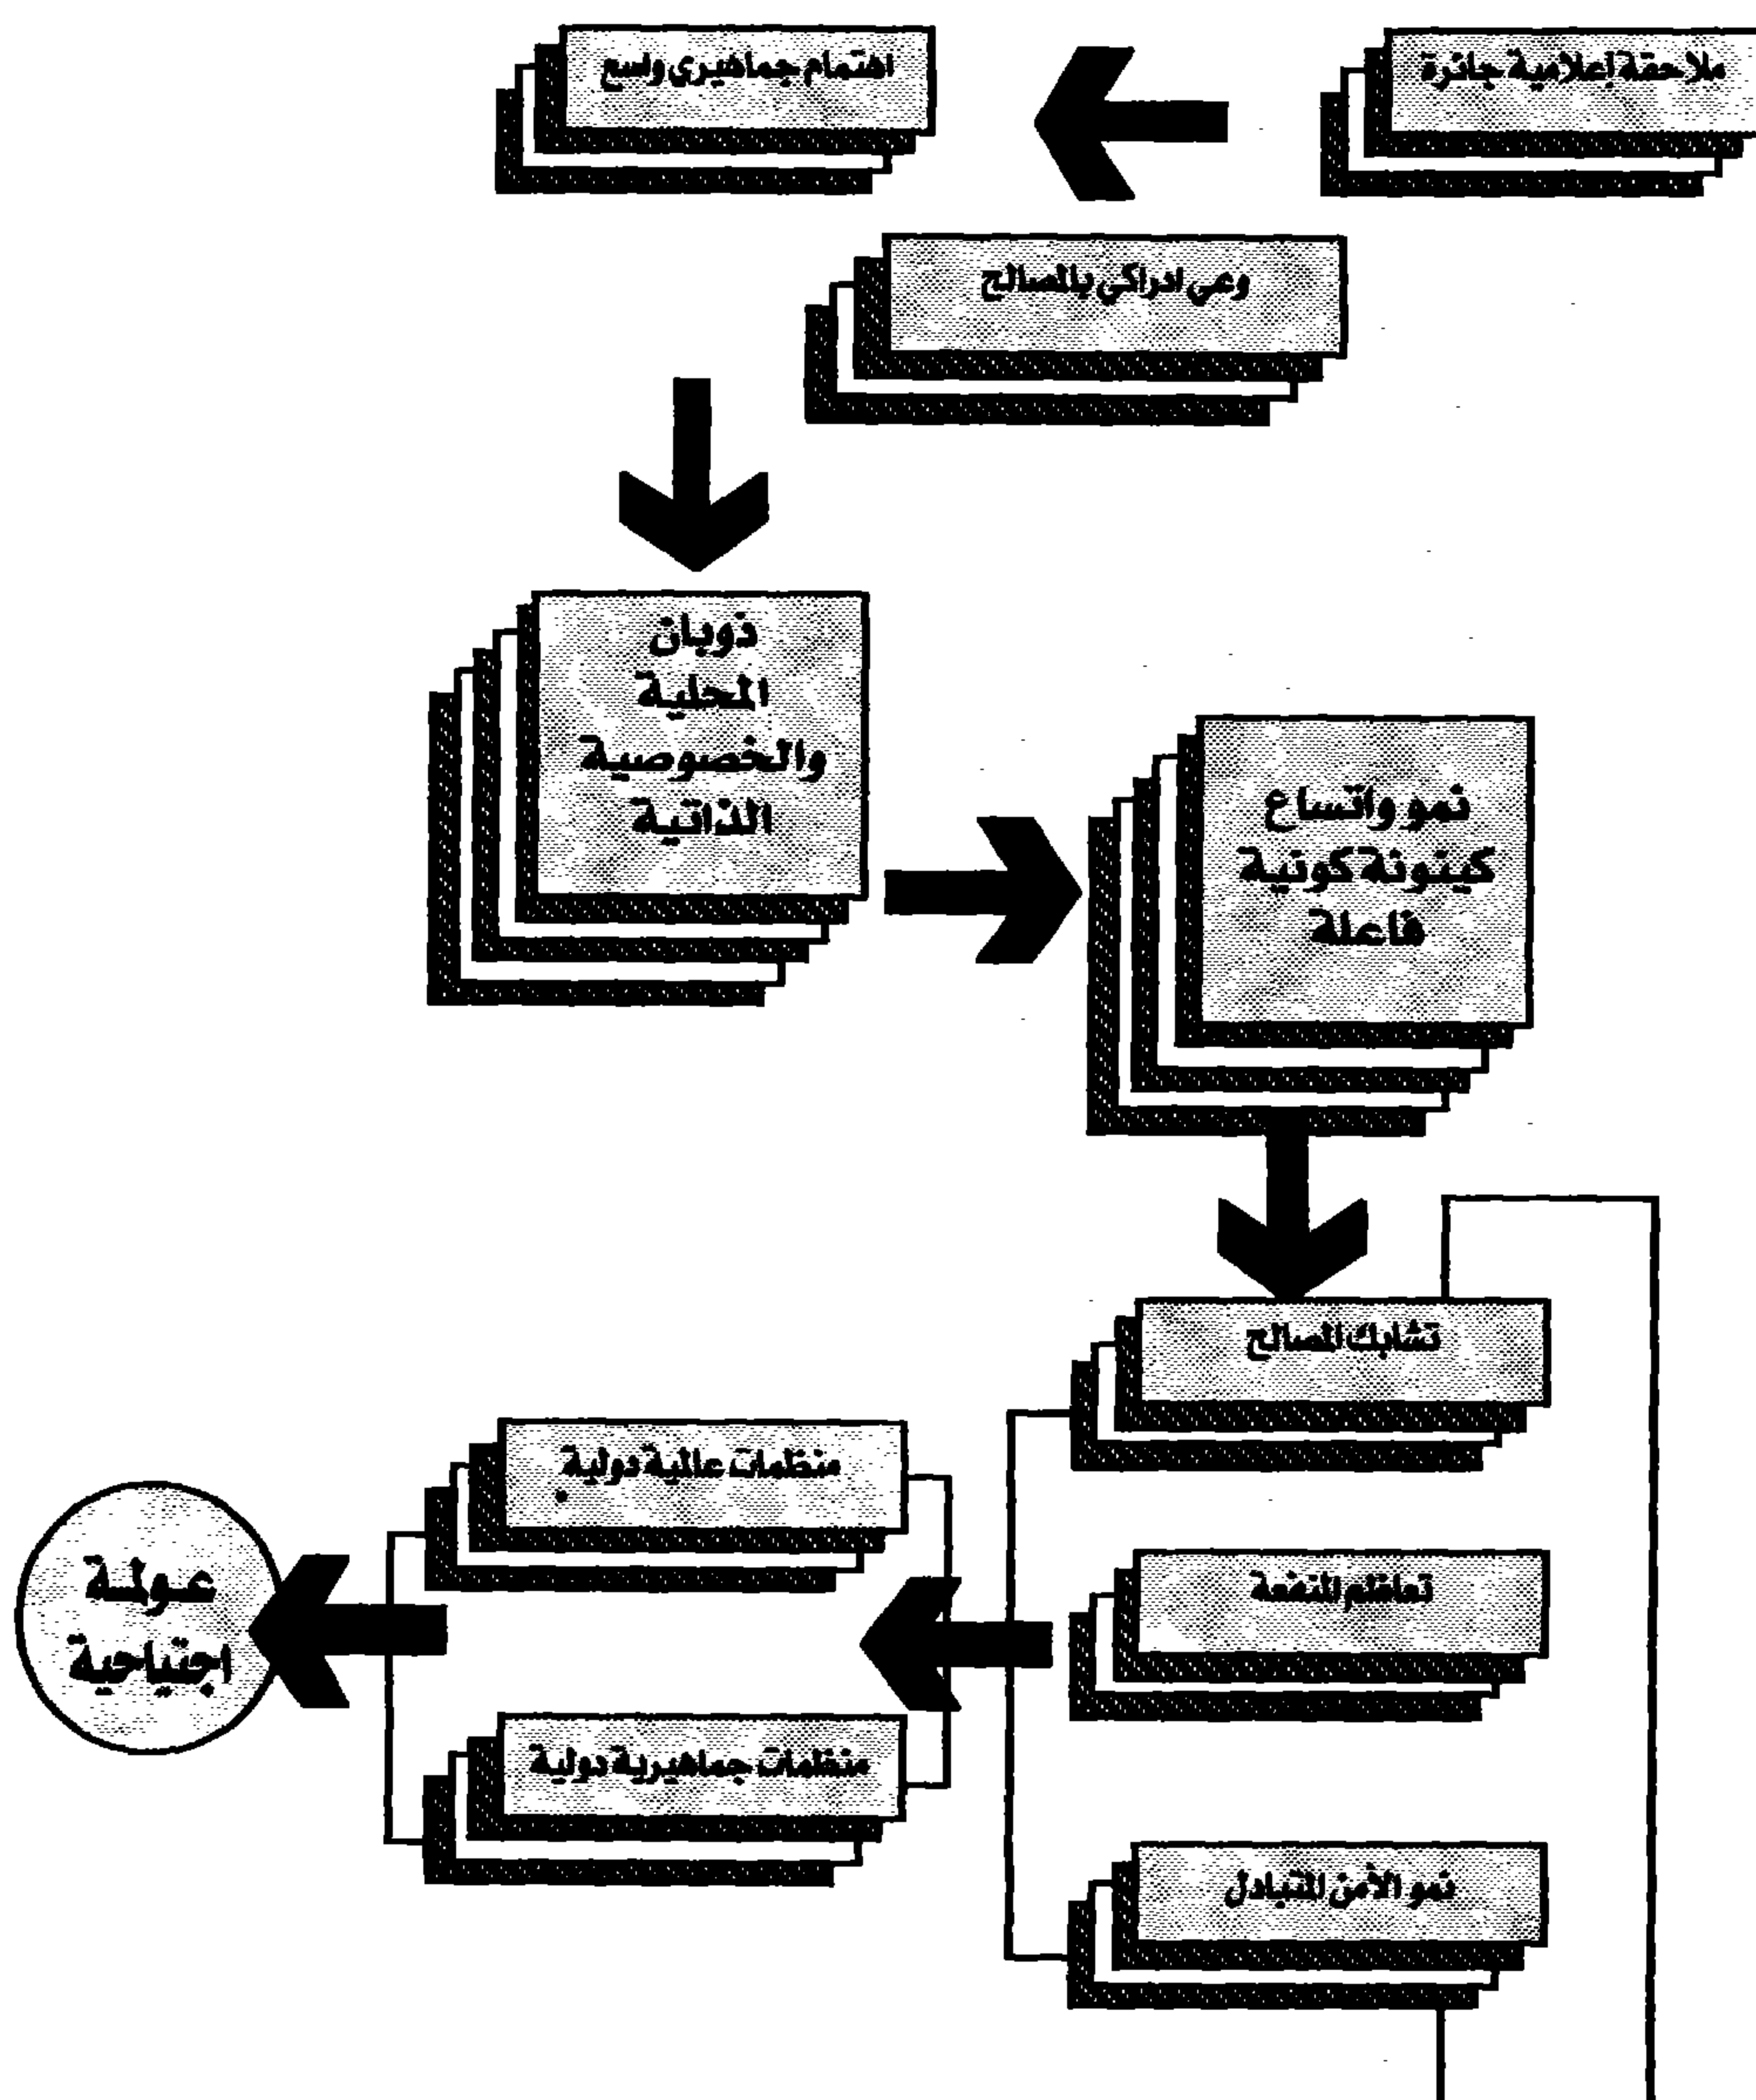 ملاحقة إعلامية جائرة
اهتمام جماهيري واسع
وعي ادراكي بالمصالح
ذوبان
المحلية
والخصوصية
الذاتية
نمو واتساع
كينونة كونية
فاعلة
تشابك المصالح
تعاظم المنفعة
نمو الأمن المتبادل
منظمات عالمية دولية
منظمات جماهيرية دولية
عولمة
اجتياحية